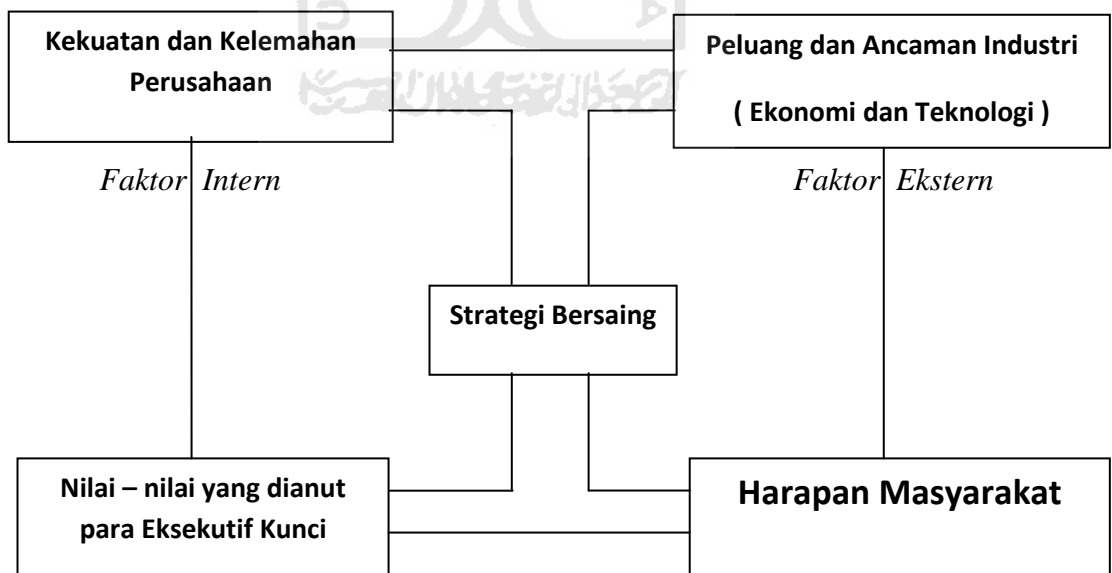 Kekuatan dan Kelemahan
Perusahaan
Peluang dan Ancaman Industri
( Ekonomi dan Teknologi )
Faktor Intern
Faktor Ekstern
Strategi Bersaing
Nilai – nilai yang dianut
para Eksekutif Kunci
Harapan Masyarakat